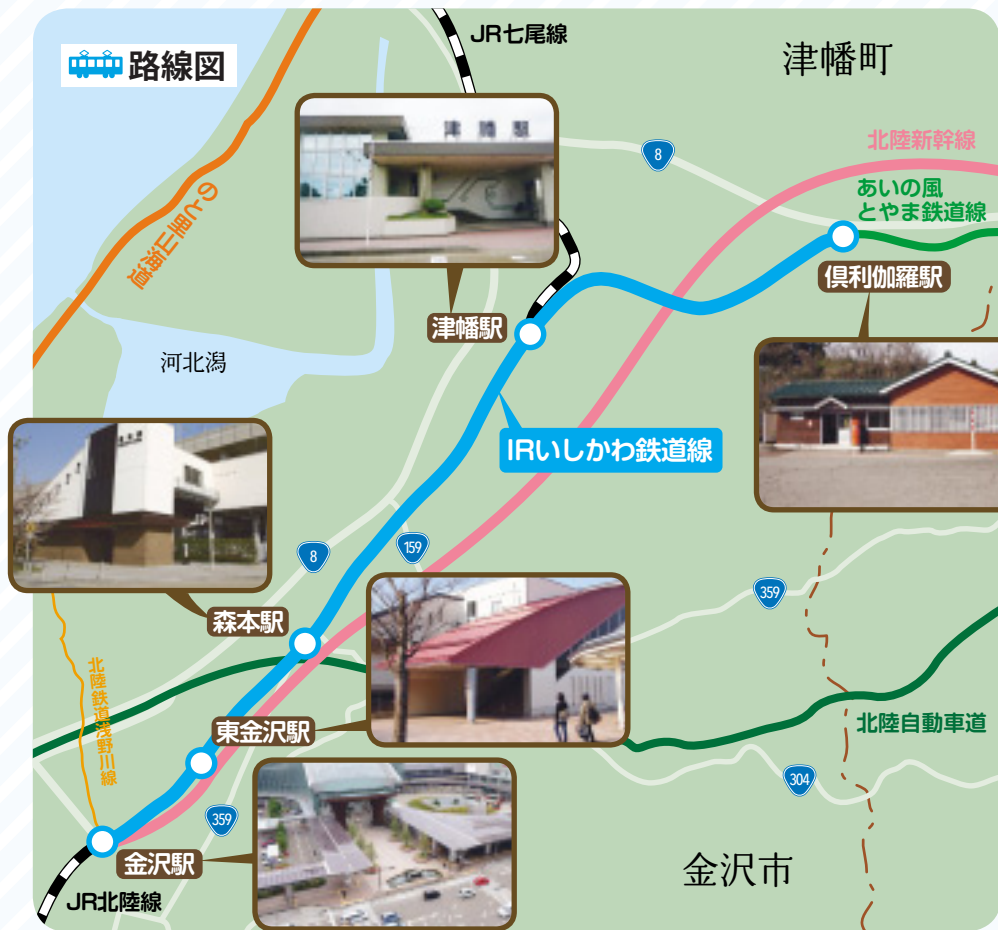 路線図
JR七尾線
津幡町
津幡駅
8
北陸新幹線
あいの風
とやま鉄道線
のと里山海道
倶利伽羅駅
津幡駅
河北潟
IRいしかわ鉄道線
8
159
359
森本駅
北陸鉄道浅野川線
東金沢駅
北陸自動車道
304
359
金沢駅
金沢市
JR北陸線